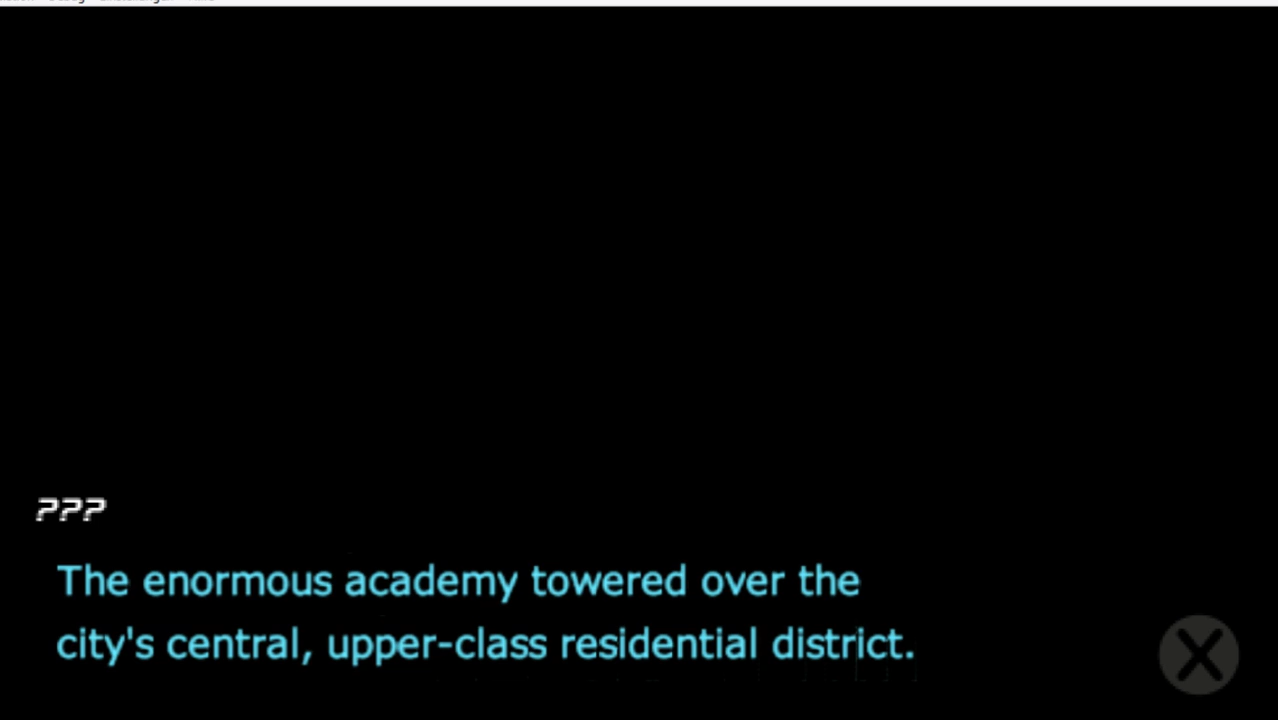 ???
The enormous academy towered over the
city's central, upper-class residential district.
X